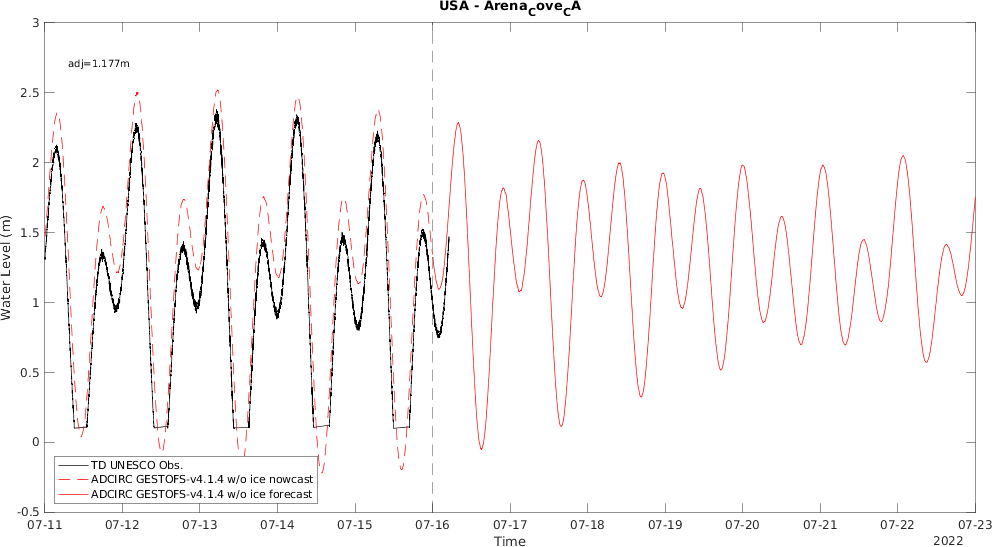 USA - ArenaCoveCA
3
adj=1.177m
2.5
2
1.5
1
0.5
0
-0.5
Water Level (m)
TD UNESCO Obs.
ADCIRC GESTOFS-v4.1.4 w/o ice nowcast
ADCIRC GESTOFS-v4.1.4 w/o ice forecast
07-11 07-12 07-13 07-14 07-15 07-16 07-17 07-18 07-19 07-20 07-21 07-22 07-23
Time
2022